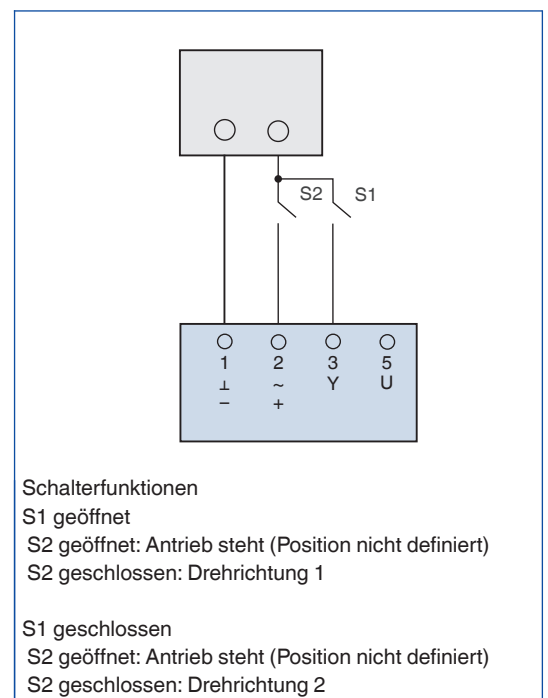 S2 S1
1 2 3 5
⊥ ~ Y U
− +
Schalterfunktionen
S1 geöffnet
S2 geöffnet: Antrieb steht (Position nicht definiert)
S2 geschlossen: Drehrichtung 1
S1 geschlossen
S2 geöffnet: Antrieb steht (Position nicht definiert)
S2 geschlossen: Drehrichtung 2